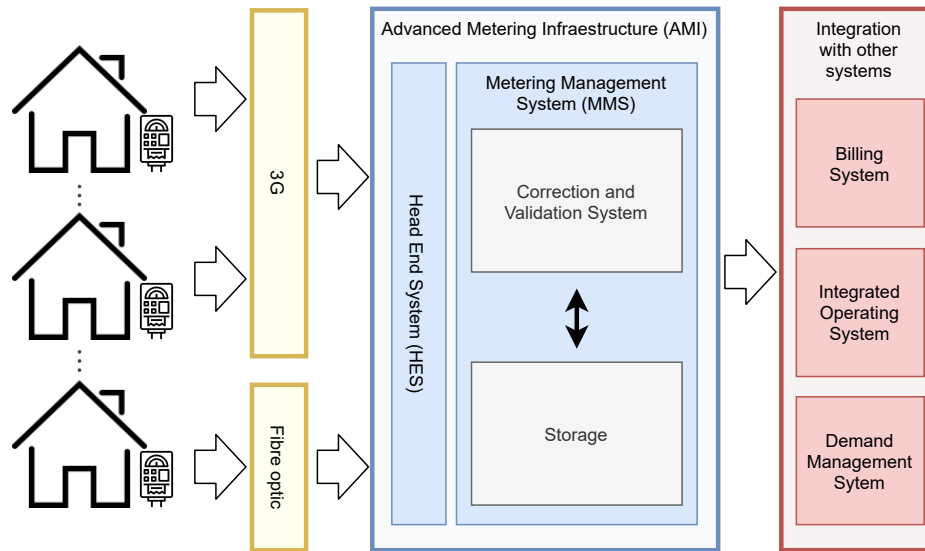 3G
Fibre optic
Advanced Metering Infraestructure (AMI)
Head End System (HES)
Metering Management
System (MMS)
Correction and
Validation System
Storage
Integration
with other
systems
Billing
System
Integrated
Operating
System
Demand
Management
Sytem